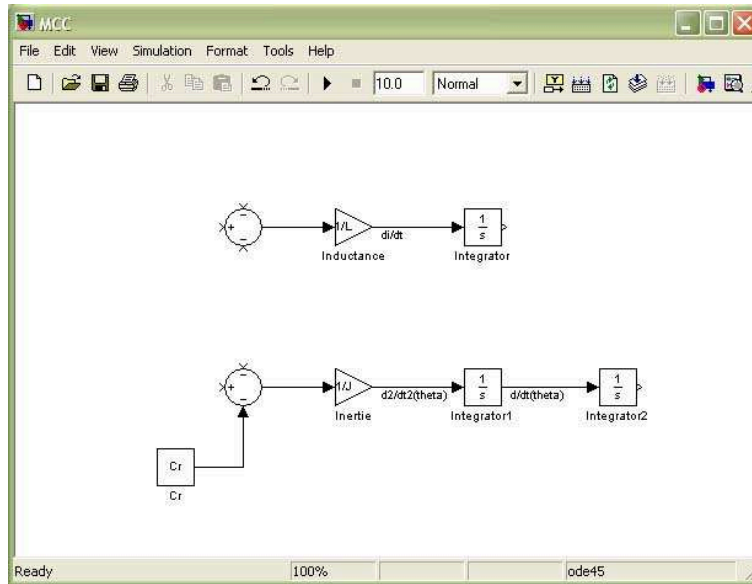 MCC
File Edit View Simulation Format Tools Help
10.0 Normal
1/L
di/dt
1
s
Inductance
Integrator
1/J
d2/dt2(theta)
1
s
d/dt(theta)
1
s
Inertie
Integrator1
Integrator2
Cr
Cr
Ready 100% ode45